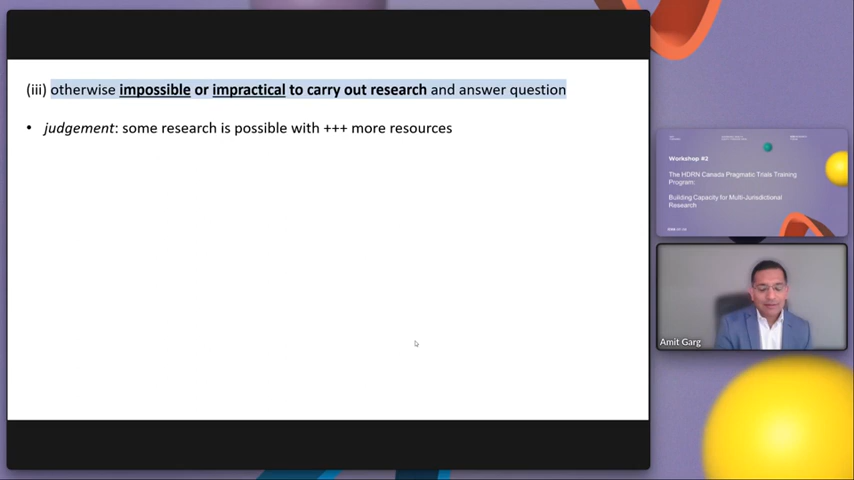 (iii) otherwise impossible or impractical to carry out research and answer question
• judgement: some research is possible with +++ more resources
Workshop #2
The HDRN Canada Pragmatic Trials Training
Program:
Building Capacity for Multi-Jurisdictional
Research
Amit Garg